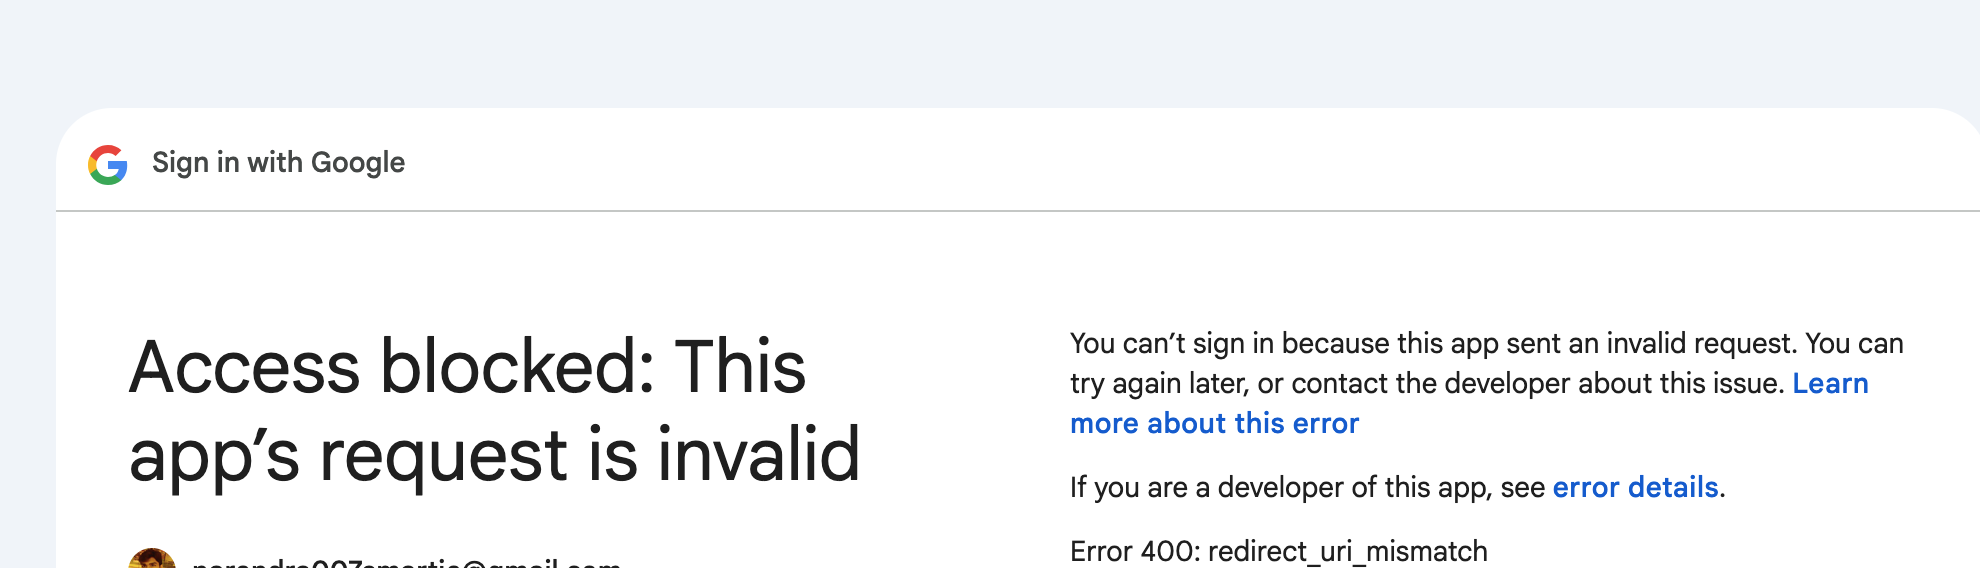 Sign in with Google
Access blocked: This
app’s request is invalid
You can’t sign in because this app sent an invalid request. You can
try again later, or contact the developer about this issue. Learn
more about this error
If you are a developer of this app, see error details.
Error 400: redirect_uri_mismatch